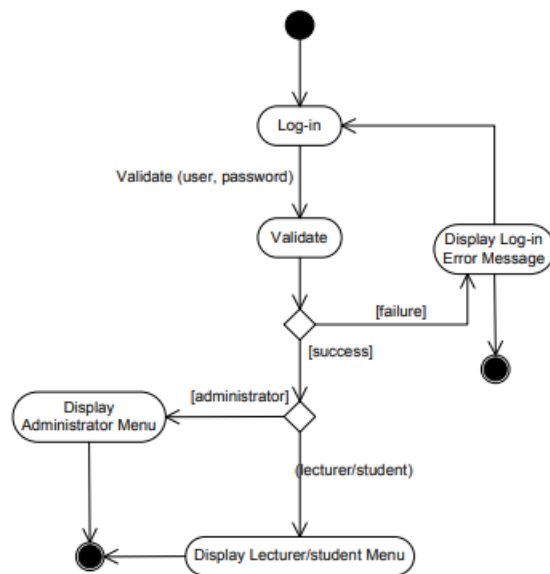 Log-in
Validate (user, password)
Validate
Display Log-in
Error Message
[failure]
[success]
[administrator]
Display
Administrator Menu
(lecturer/student)
Display Lecturer/student Menu